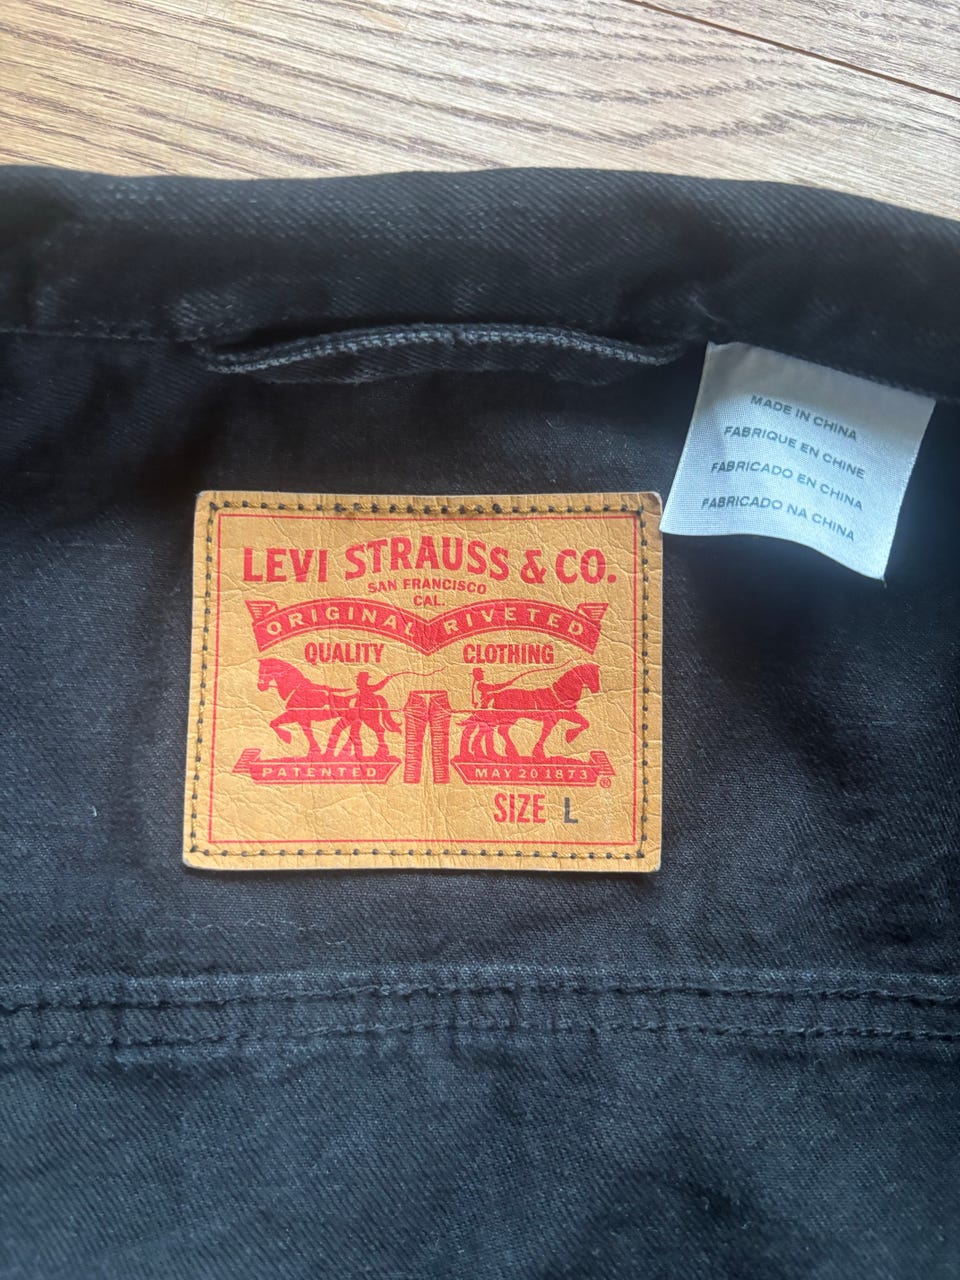 MADE IN CHINA
FABRIQUE EN CHINE
FABRICADO EN CHINA
FABRICADO NA CHINA
LEVI STRAUSS & CO.
SAN FRANCISCO
CAL.
ORIGINAL RIVETED
QUALITY CLOTHING
PATENTED MAY 20 1873 ®
SIZE L